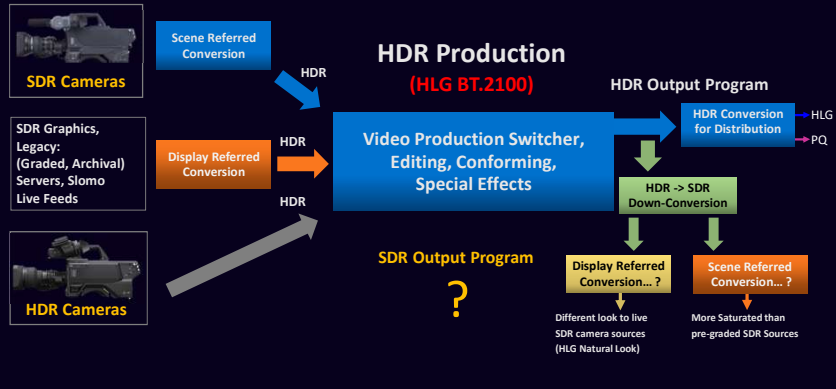 SDR Cameras
Scene Referred
Conversion
HDR
HDR Production
(HLG BT.2100)
HDR Output Program
SDR Graphics,
Legacy:
(Graded, Archival)
Servers, Slomo
Live Feeds
Display Referred
Conversion
HDR
HDR
Video Production Switcher,
Editing, Conforming,
Special Effects
HDR Conversion
for Distribution
HLG
PQ
HDR -> SDR
Down-Conversion
HDR Cameras
SDR Output Program
?
Display Referred
Conversion... ?
Scene Referred
Conversion... ?
Different look to live
SDR camera sources
(HLG Natural Look)
More Saturated than
pre-graded SDR Sources